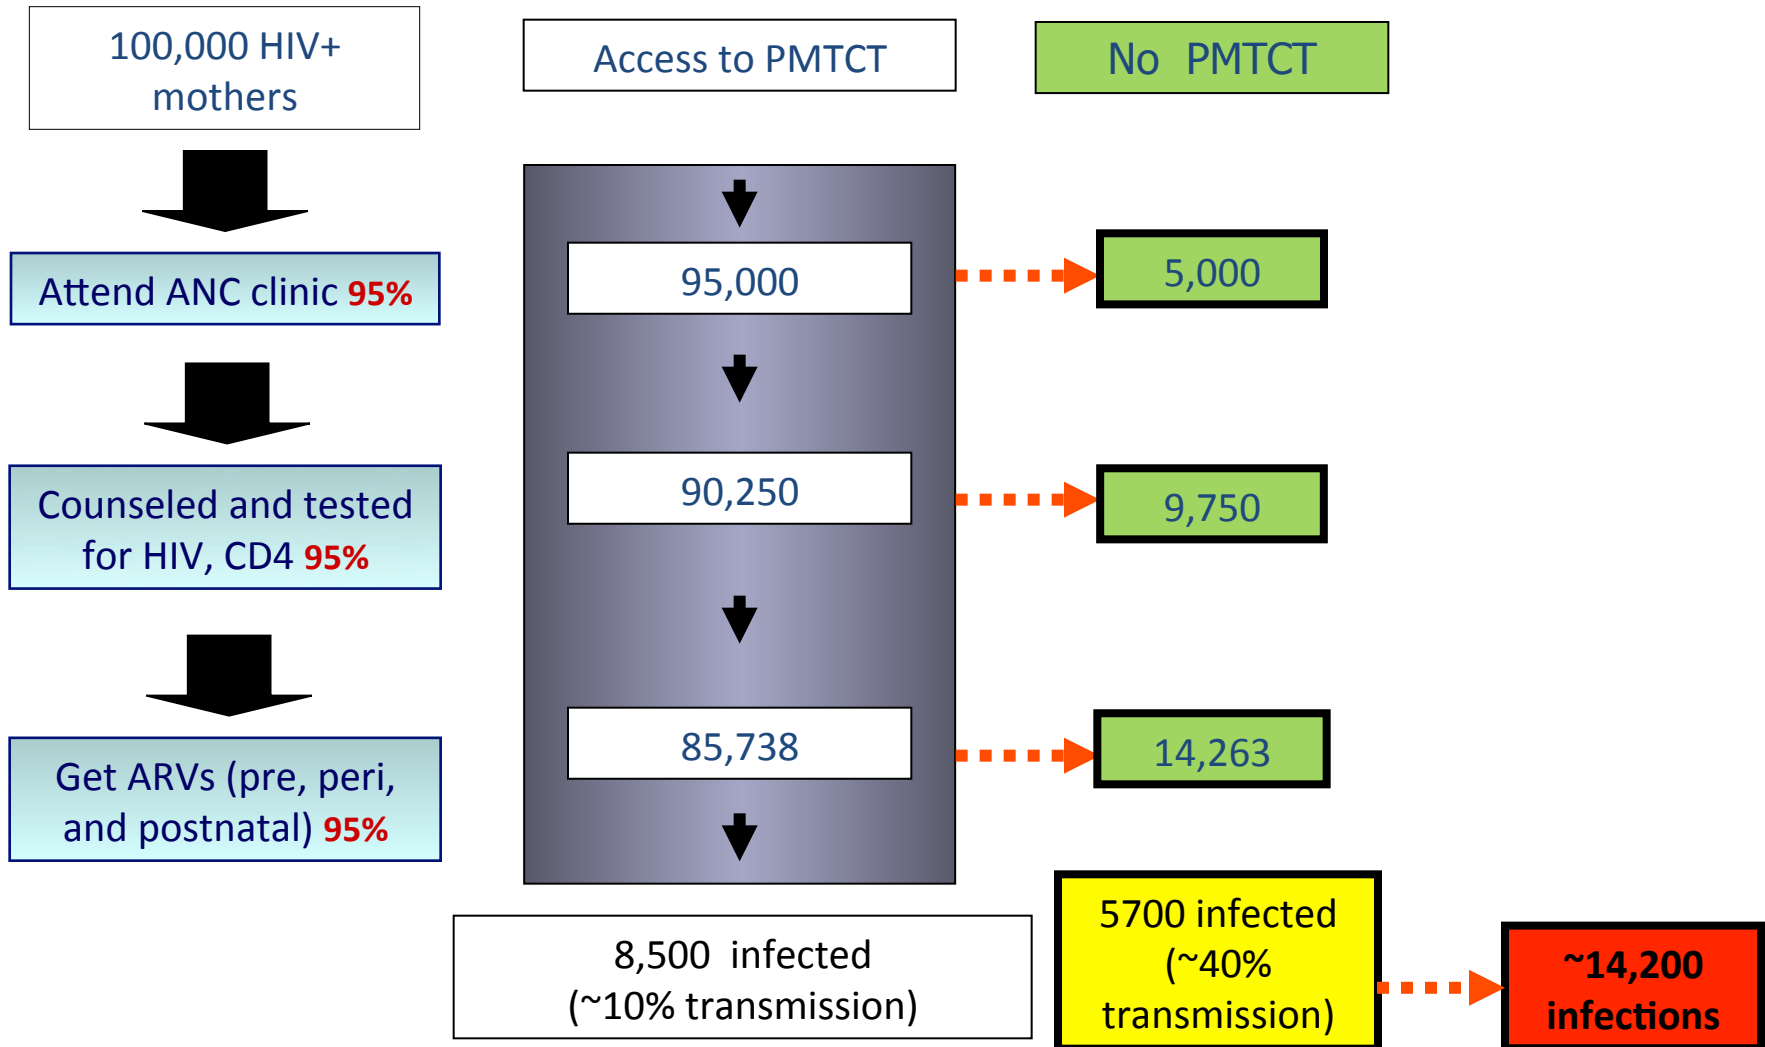 100,000 HIV+
mothers
Access to PMTCT
No PMTCT
Attend ANC clinic 95%
95,000
5,000
Counseled and tested
for HIV, CD4 95%
90,250
9,750
Get ARVs (pre, peri,
and postnatal) 95%
85,738
14,263
8,500 infected
(~10% transmission)
5700 infected
(~40%
transmission)
~14,200
infections